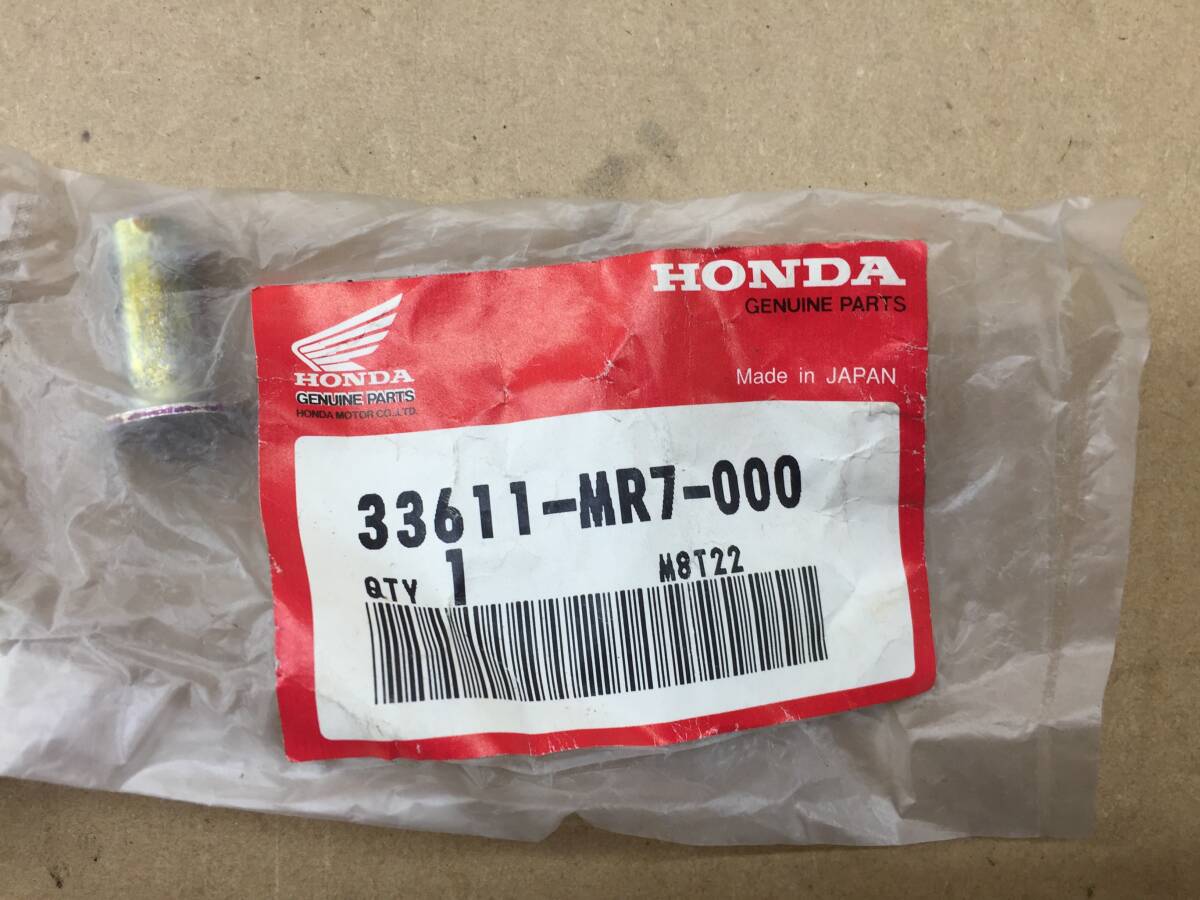 HONDA
GENUINE PARTS
HONDA
GENUINE PARTS
HONDA MOTOR CO.,LTD.
Made in JAPAN
33611-MR7-000
QTY 1 M8T22